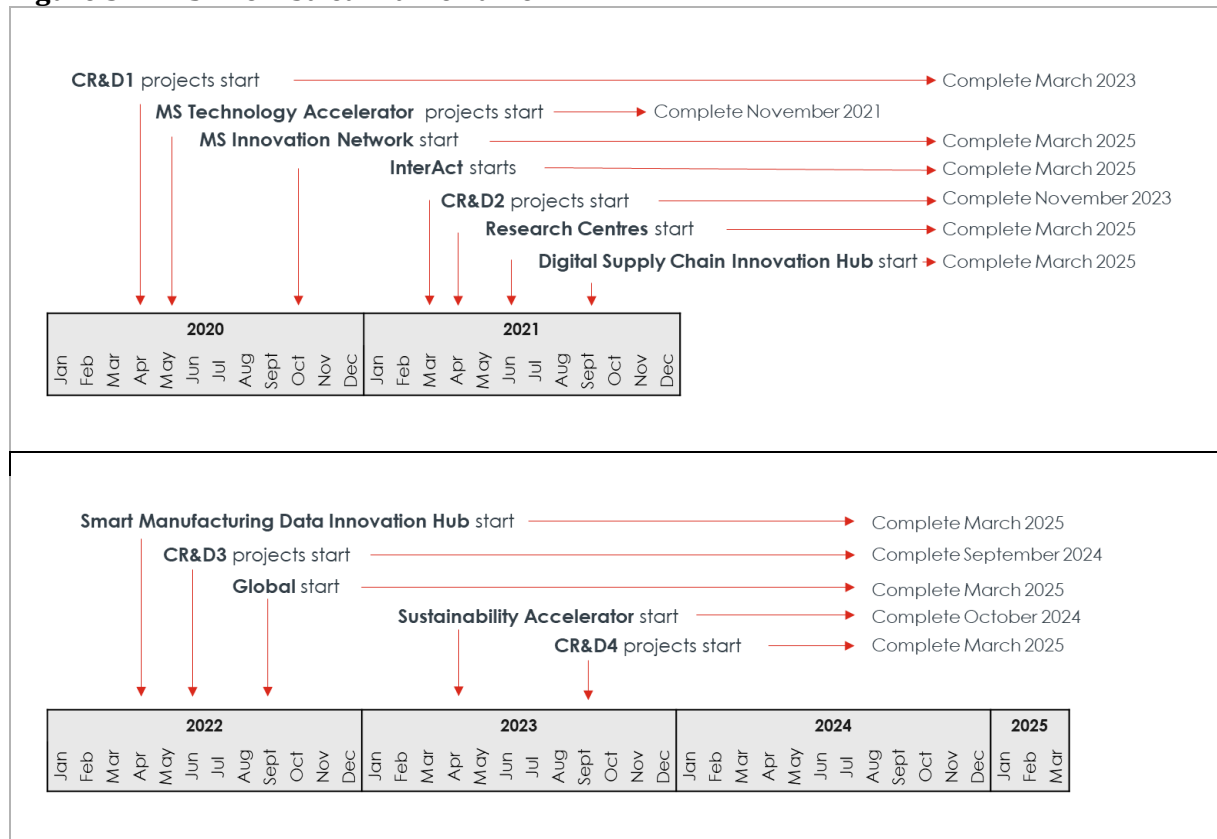 CR&D1 projects start Complete March 2023
MS Technology Accelerator projects start Complete November 2021
MS Innovation Network start Complete March 2025
InterAct starts Complete March 2025
CR&D2 projects start Complete November 2023
Research Centres start Complete March 2025
Digital Supply Chain Innovation Hub start Complete March 2025
2020 2021
Jan Feb Mar Apr May Jun Jul Aug Sept Oct Nov Dec Jan Feb Mar Apr May Jun Jul Aug Sept Oct Nov Dec
Smart Manufacturing Data Innovation Hub start Complete March 2025
CR&D3 projects start Complete September 2024
Global start Complete March 2025
Sustainability Accelerator start Complete October 2024
CR&D4 projects start Complete March 2025
2022 2023 2024 2025
Jan Feb Mar Apr May Jun Jul Aug Sept Oct Nov Dec Jan Feb Mar Apr May Jun Jul Aug Sept Oct Nov Dec Jan Feb Mar Apr May Jun Jul Aug Sept Oct Nov Dec Jan Feb Mar